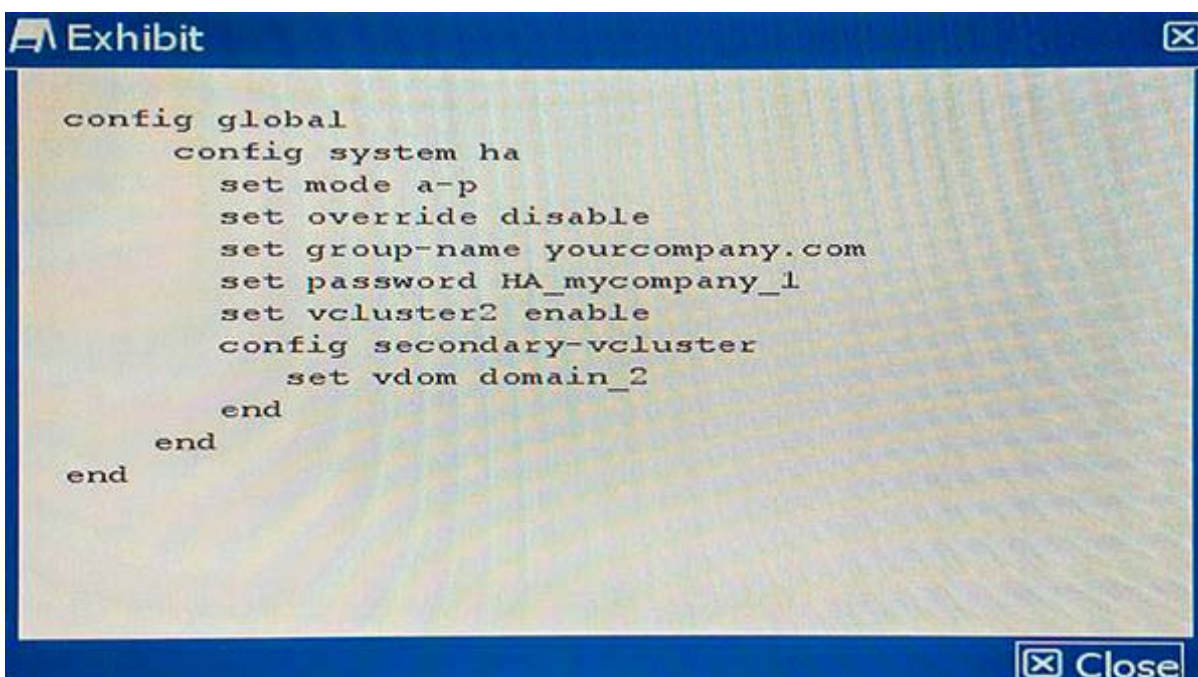 Exhibit
config global
config system ha
set mode a-p
set override disable
set group-name yourcompany.com
set password HA_mycompany_1
set vcluster2 enable
config secondary-vcluster
set vdom domain_2
end
end
end
Close